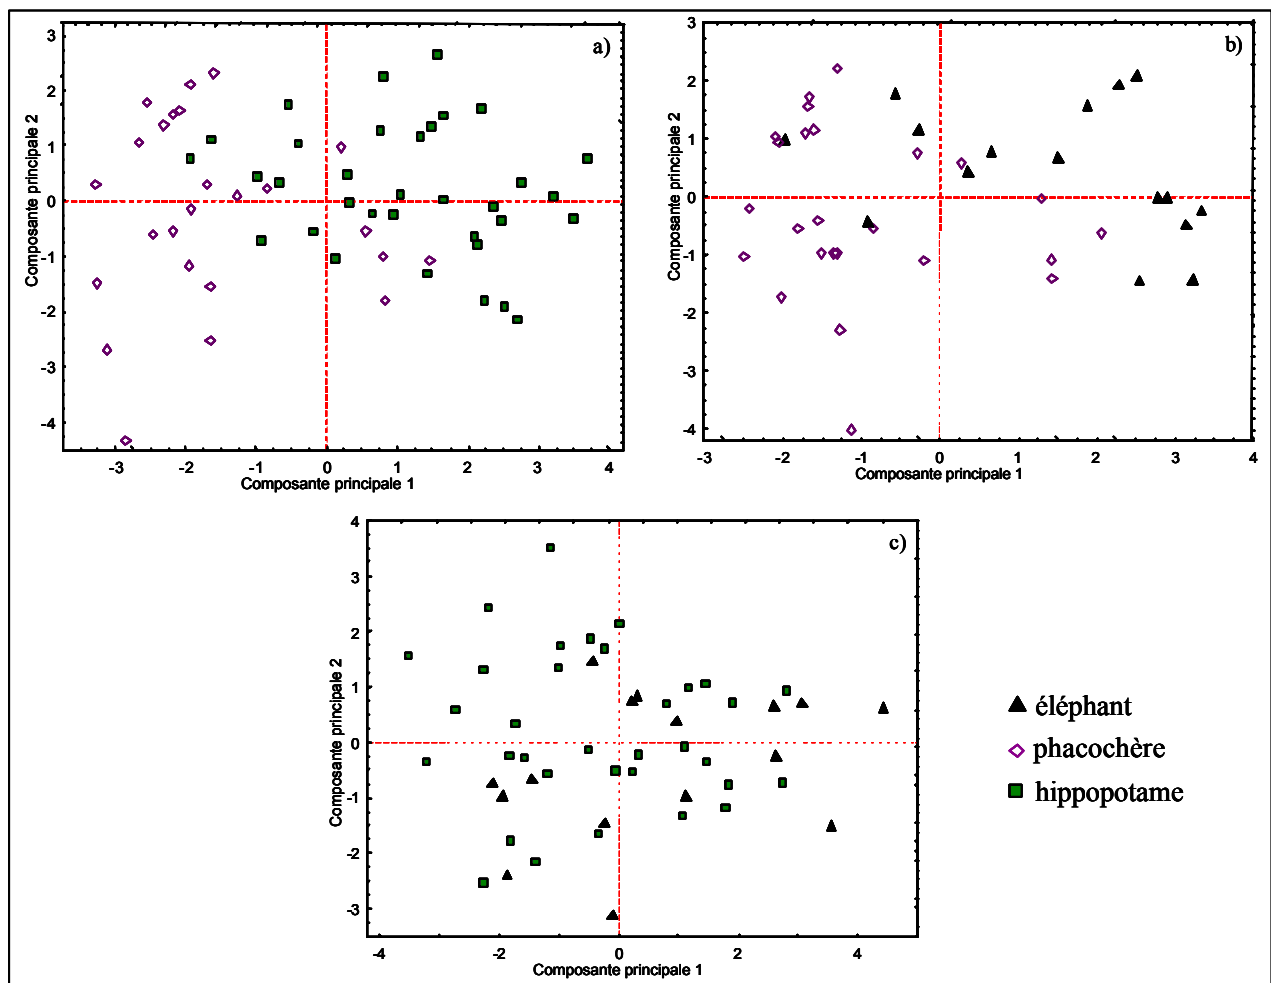 a)
3
2
1
0
-1
-2
-3
-4
Composante principale 2
-3 -2 -1 0 1 2 3 4
Composante principale 1
b)
3
2
1
0
-1
-2
-3
-4
Composante principale 2
-3 -2 -1 0 1 2 3 4
Composante principale 1
c)
4
3
2
1
0
-1
-2
-3
Composante principale 2
-4 -2 0 2 4
Composante principale 1
éléphant
phacochère
hippopotame